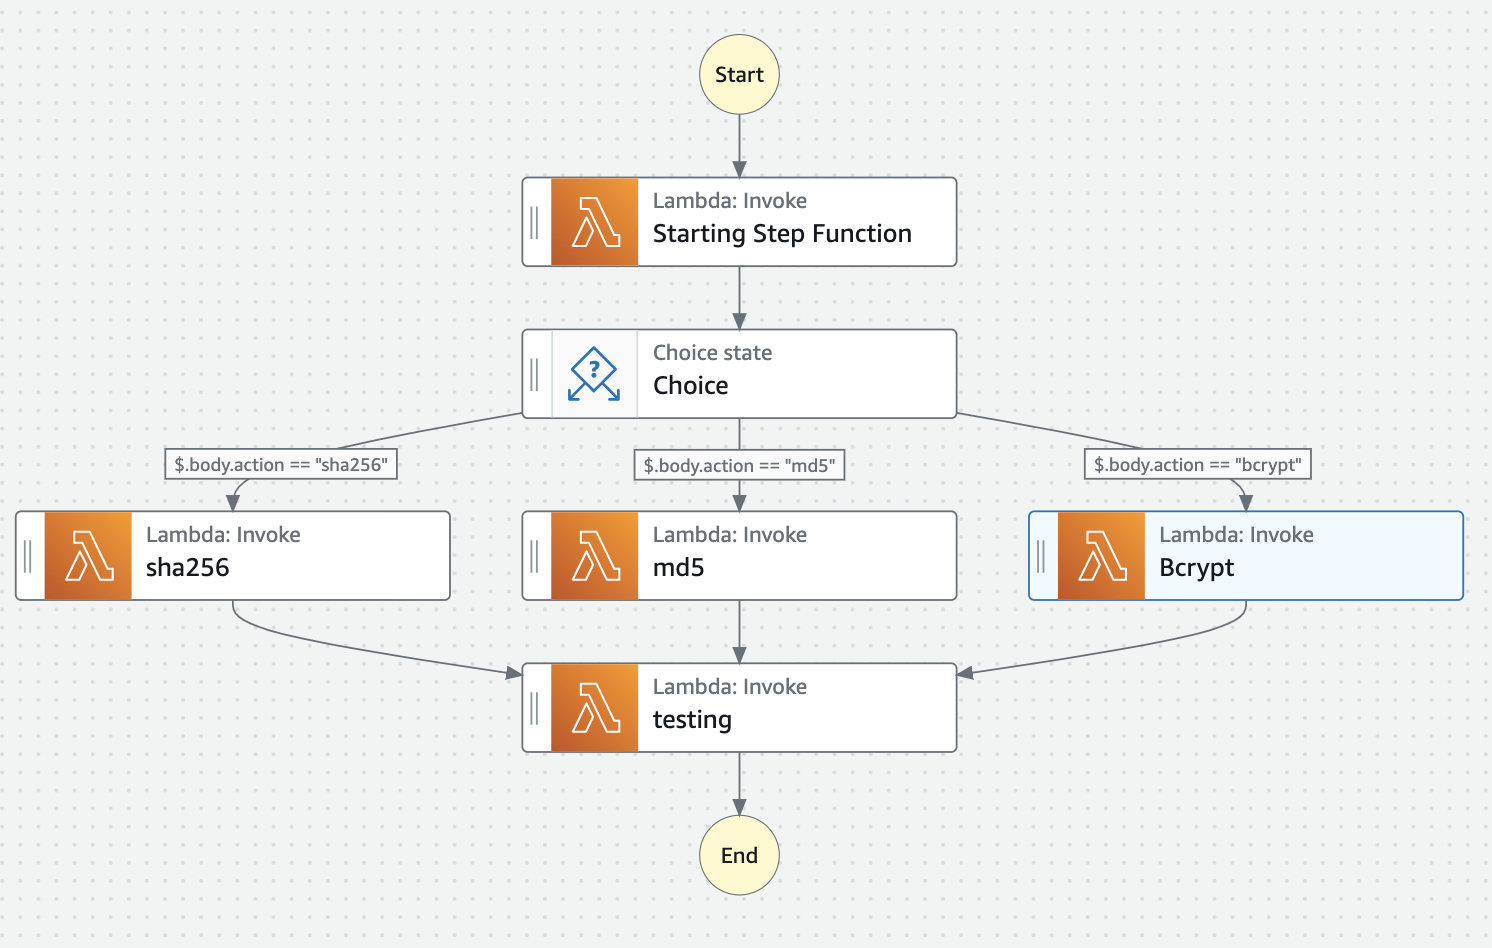 Start
Lambda: Invoke
Starting Step Function
Choice state
?
Choice
$.body.action == "sha256"
$.body.action == "md5"
$.body.action == "bcrypt"
Lambda: Invoke
sha256
Lambda: Invoke
md5
Lambda: Invoke
Bcrypt
Lambda: Invoke
testing
End